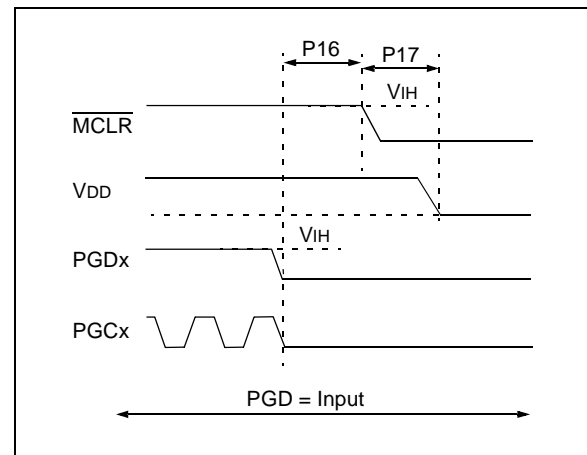 P16 P17
VIH
MCLR
VDD
VIH
PGDx
PGCx
PGD = Input